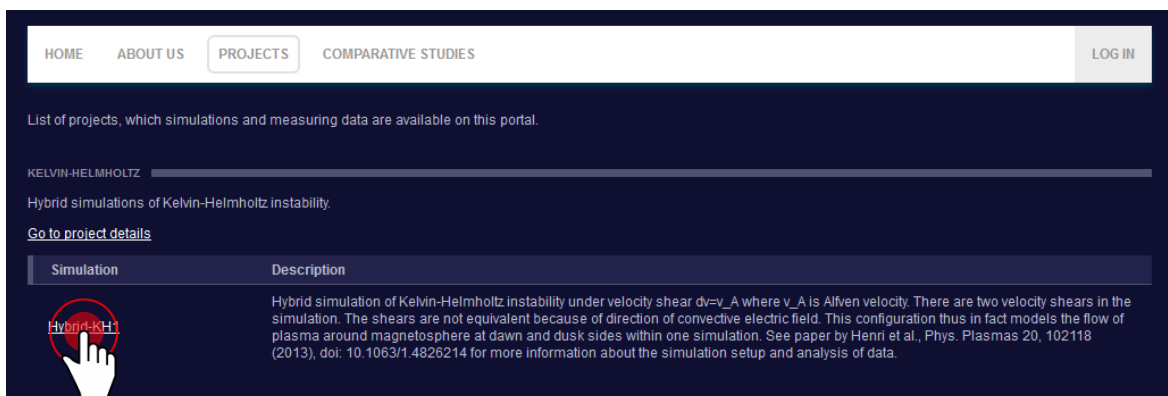 HOME ABOUT US PROJECTS COMPARATIVE STUDIES LOG IN
List of projects, which simulations and measuring data are available on this portal.
KELVIN-HELMHOLTZ
Hybrid simulations of Kelvin-Helmholtz instability.
Go to project details
Simulation Description
Hybrid-KH1
Hybrid simulation of Kelvin-Helmholtz instability under velocity shear dv=v_A where v_A is Alfven velocity. There are two velocity shears in the
simulation. The shears are not equivalent because of direction of convective electric field. This configuration thus in fact models the flow of
plasma around magnetosphere at dawn and dusk sides within one simulation. See paper by Henri et al., Phys. Plasmas 20, 102118
(2013), doi: 10.1063/1.4826214 for more information about the simulation setup and analysis of data.